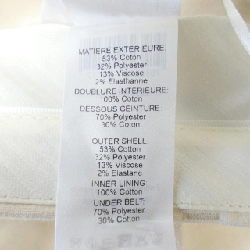 MATIERE EXTERIEURE:
53% Coton
32% Polyester
13% Viscose
2% Elasthanne
DOUBLURE INTERIEURE:
100% Coton
DESSOUS CEINTURE:
70% Polyester
30% Coton
OUTER SHELL:
53% Cotton
32% Polyester
13% Viscose
2% Elastane
INNER LINING:
100% Cotton
UNDER BELT:
70% Polyester
30% Cotton